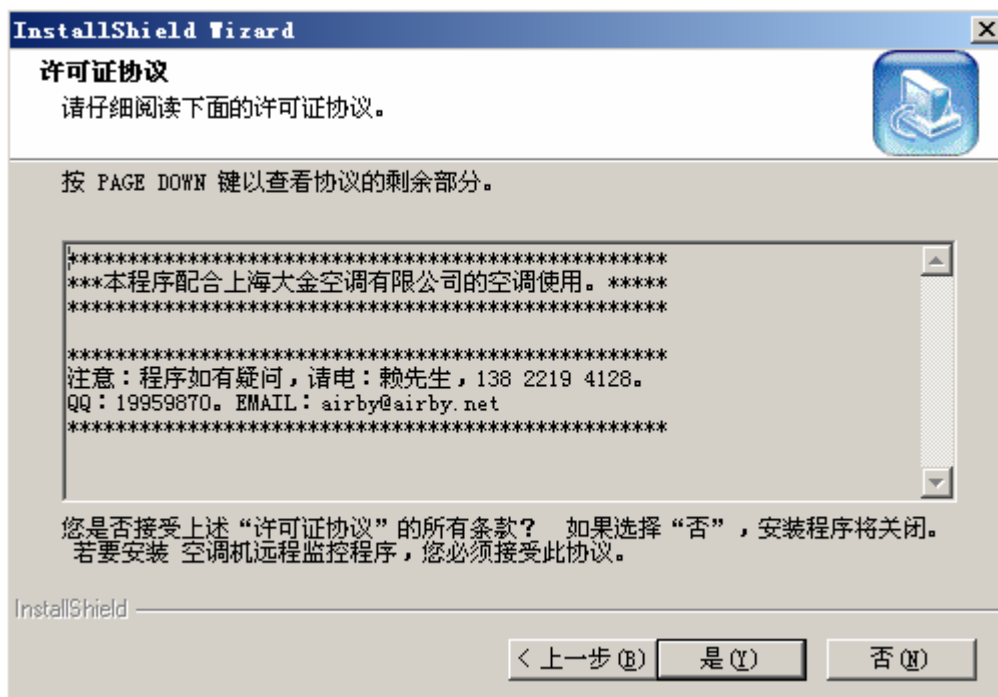 InstallShield Wizard
许可证协议
请仔细阅读下面的许可证协议。
按 PAGE DOWN 键以查看协议的剩余部分。
**************************************************
***本程序配合上海大金空调有限公司的空调使用。*****
**************************************************
**************************************************
注意：程序如有疑问，请电：赖先生，138 2219 4128。
QQ：19959870。EMAIL：airby@airby.net
**************************************************
您是否接受上述“许可证协议”的所有条款？ 如果选择“否”，安装程序将关闭。
若要安装 空调机远程监控程序，您必须接受此协议。
InstallShield
< 上一步(B) 是(Y) 否(N)